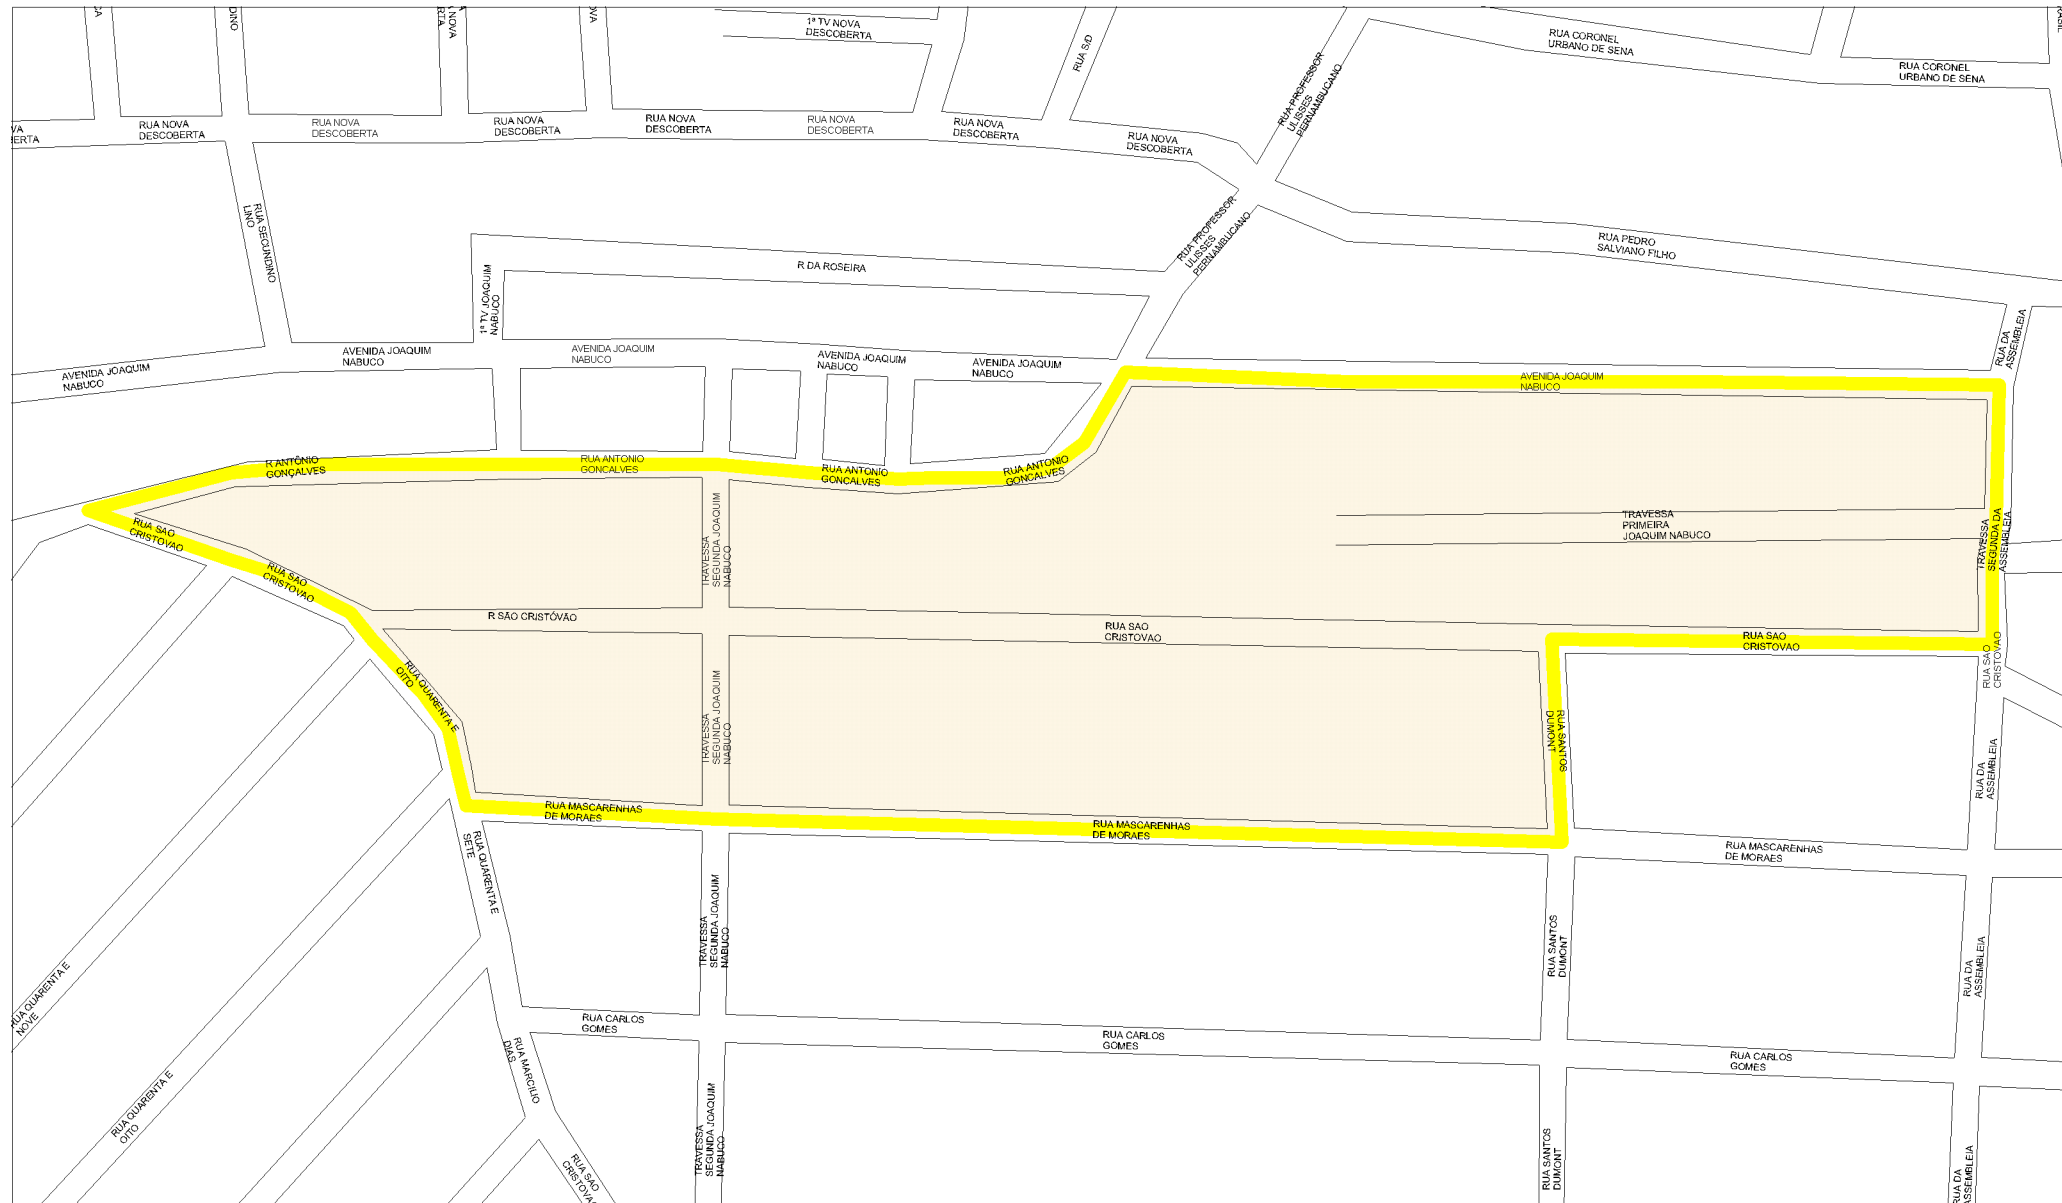 1ª TV NOVA
DESCOBERTA
RUA S/D
RUA CORONEL
URBANO DE SENA
RUA CORONEL
URBANO DE SENA
RUA NOVA
DESCOBERTA
RUA NOVA
DESCOBERTA
RUA NOVA
DESCOBERTA
RUA NOVA
DESCOBERTA
RUA NOVA
DESCOBERTA
RUA NOVA
DESCOBERTA
RUA NOVA
DESCOBERTA
RUA PROFESSOR
ULISSES
PERNAMBUCANO
RUA SECUNDINO
LINO
RUA PROFESSOR
ULISSES
PERNAMBUCANO
RUA PEDRO
SALVIANO FILHO
R DA ROSEIRA
1ª TV JOAQUIM
NABUCO
RUA DA
ASSEMBLEIA
AVENIDA JOAQUIM
NABUCO
AVENIDA JOAQUIM
NABUCO
AVENIDA JOAQUIM
NABUCO
AVENIDA JOAQUIM
NABUCO
AVENIDA JOAQUIM
NABUCO
AVENIDA JOAQUIM
NABUCO
R ANTÔNIO
GONÇALVES
RUA ANTONIO
GONCALVES
RUA ANTONIO
GONCALVES
RUA ANTONIO
GONCALVES
RUA SAO
CRISTOVAO
RUA SAO
CRISTOVAO
TRAVESSA
SEGUNDA JOAQUIM
NABUCO
TRAVESSA
PRIMEIRA
JOAQUIM NABUCO
TRAVESSA
SEGUNDA DA
ASSEMBLEIA
R SÃO CRISTÓVÃO
RUA SAO
CRISTOVAO
RUA SAO
CRISTOVAO
RUA SAO
CRISTOVAO
RUA QUARENTA E
OITO
TRAVESSA
SEGUNDA JOAQUIM
NABUCO
RUA SANTOS
DUMONT
RUA DA
ASSEMBLEIA
RUA MASCARENHAS
DE MORAES
RUA MASCARENHAS
DE MORAES
RUA MASCARENHAS
DE MORAES
RUA QUARENTA E
SETE
TRAVESSA
SEGUNDA JOAQUIM
NABUCO
RUA SANTOS
DUMONT
RUA DA
ASSEMBLEIA
RUA QUARENTA E
NOVE
RUA CARLOS
GOMES
RUA CARLOS
GOMES
RUA CARLOS
GOMES
RUA QUARENTA E
OITO
RUA MARCILIO
DIAS
TRAVESSA
SEGUNDA JOAQUIM
NABUCO
RUA SANTOS
DUMONT
RUA SAO
CRISTOVAO
RUA DA
ASSEMBLEIA